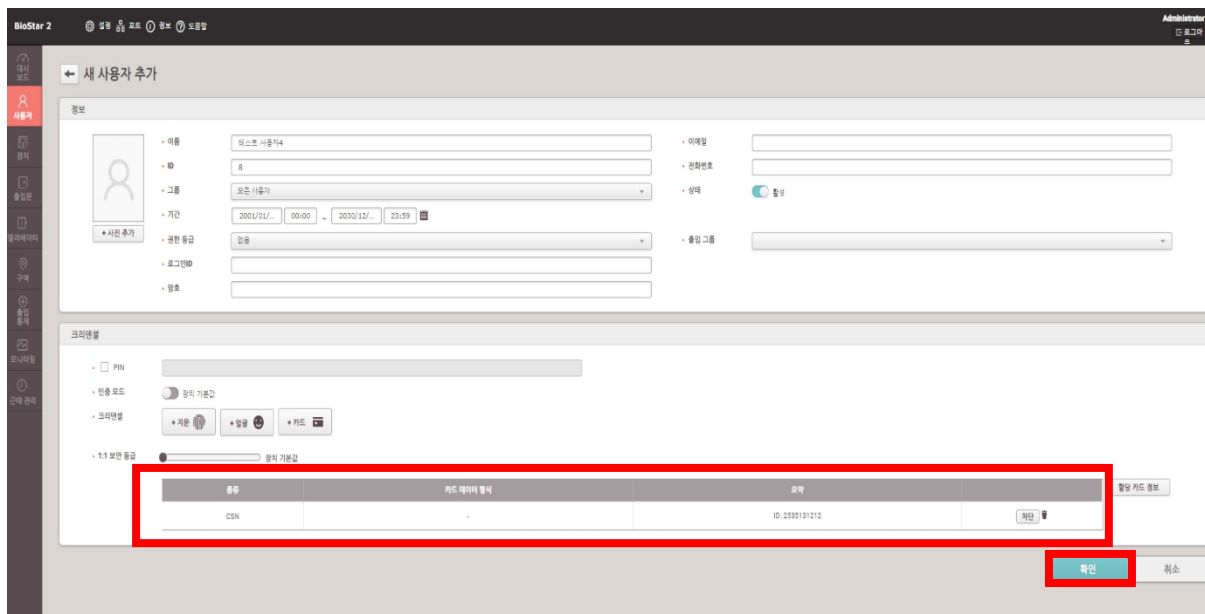 BioStar 2 설정 포트 정보 도움말
Administrator
로그아
대시
보드
사용자
장치
출입문
구역
출입
통제
모니터링
근태 관리
새 사용자 추가
정보
+ 사진 추가
이름 테스트 사용자4
ID 8
그룹 모든 사용자
기간 2001/01/... 00:00 - 2030/12/... 23:59
권한 등급 없음
로그인ID
암호
이메일
전화번호
상태 활성
출입 그룹
크리덴셜
PIN
인증 모드 장치 기본값
크리덴셜 + 지문 + 얼굴 + 카드
1:1 보안 등급 장치 기본값
종류 카드 데이터 형식 요약
CSN - ID: 2535131212 차단
할당 카드 정보
확인 취소